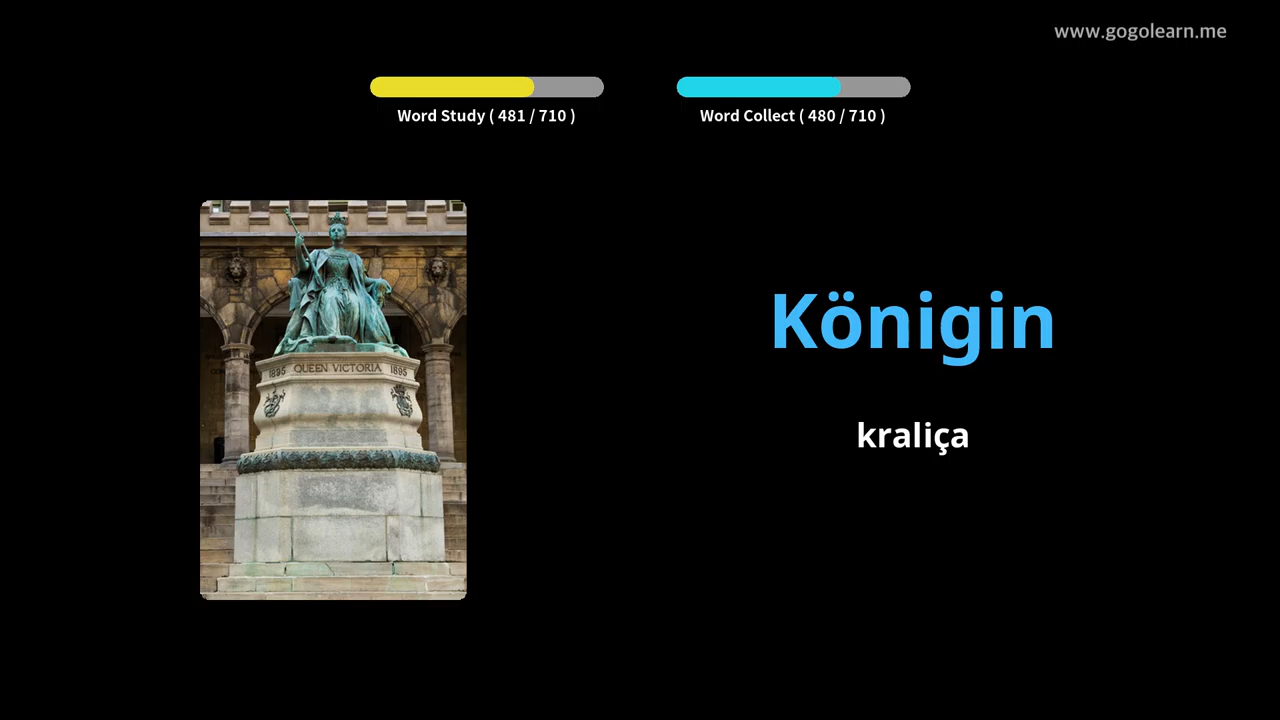 www.gogolearn.me
Word Study ( 481 / 710 )
Word Collect ( 480 / 710 )
1895 QUEEN VICTORIA 1895
Königin
kraliça